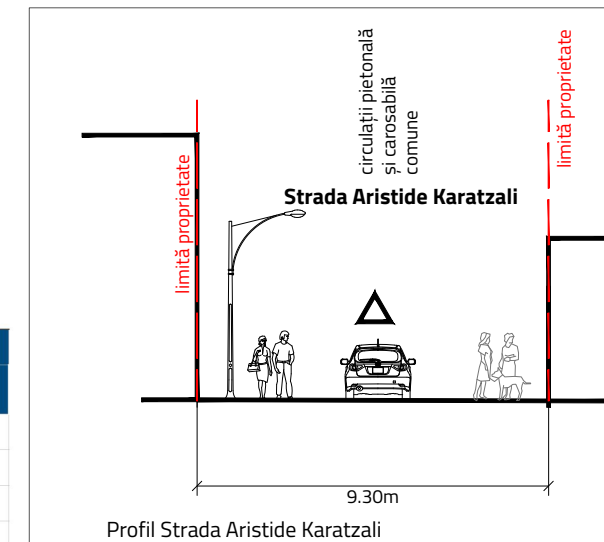 circulații pietonală
și carosabilă
comune
limită proprietate
limită proprietate
Strada Aristide Karatzali
9.30m
Profil Strada Aristide Karatzali